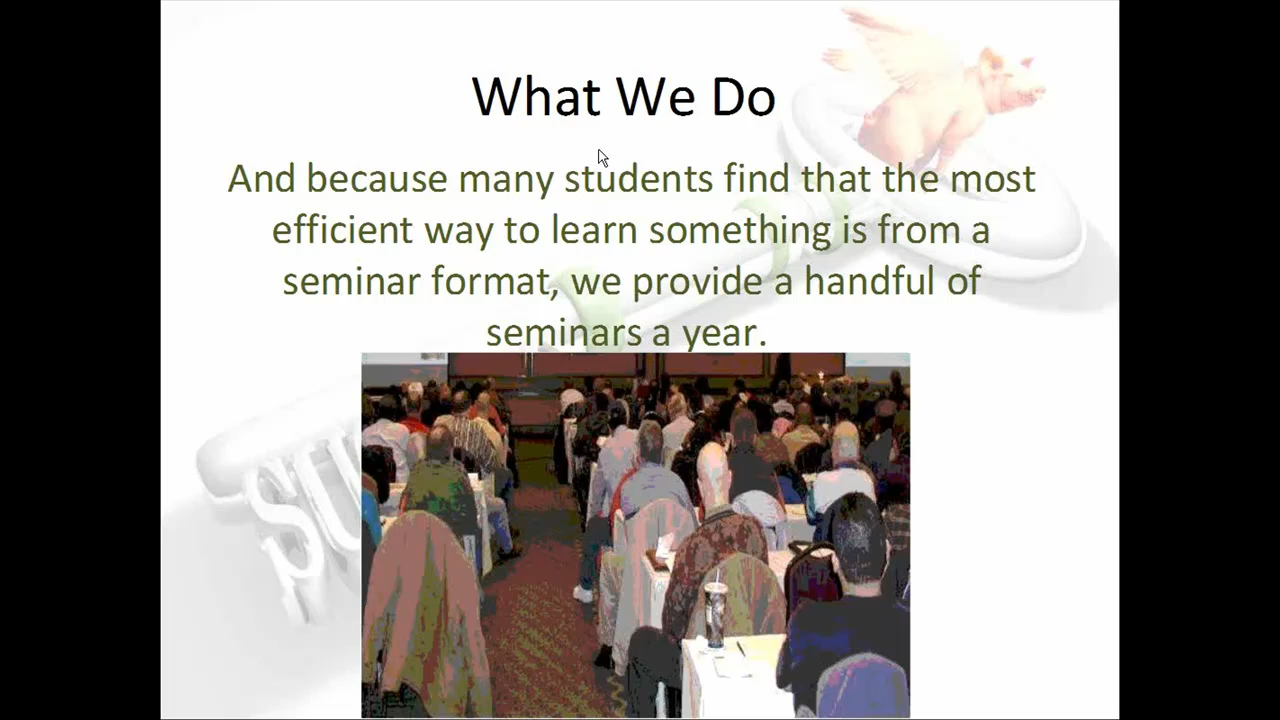 What We Do
And because many students find that the most
efficient way to learn something is from a
seminar format, we provide a handful of
seminars a year.
SU